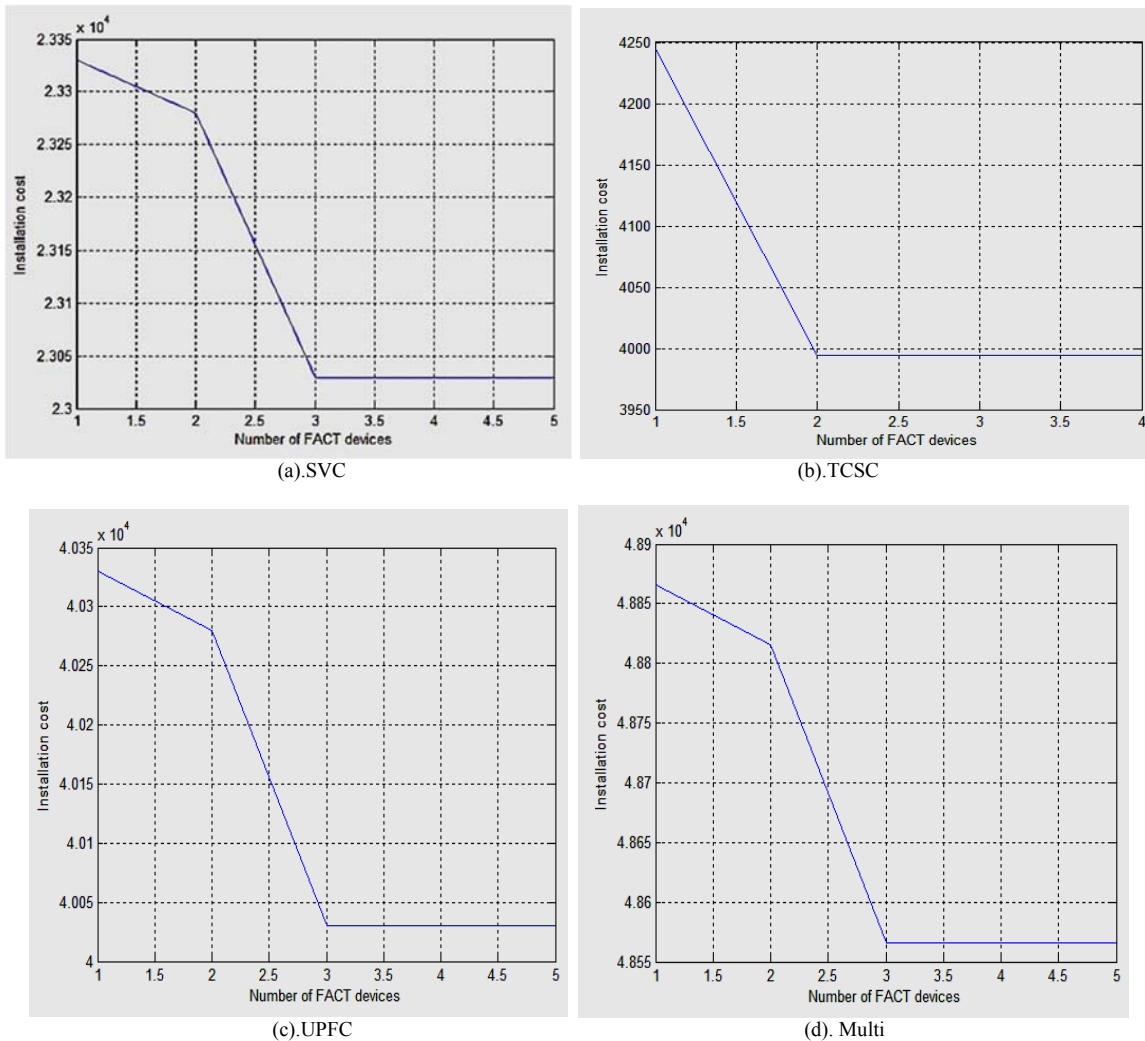 x 10^4
2.335
2.33
2.325
2.32
2.315
2.31
2.305
2.3
Installation cost
1 1.5 2 2.5 3 3.5 4 4.5 5
Number of FACT devices
(a).SVC
4250
4200
4150
4100
4050
4000
3950
Installation cost
1 1.5 2 2.5 3 3.5 4
Number of FACT devices
(b).TCSC
x 10^4
4.035
4.03
4.025
4.02
4.015
4.01
4.005
4
Installation cost
1 1.5 2 2.5 3 3.5 4 4.5 5
Number of FACT devices
(c).UPFC
x 10^4
4.89
4.885
4.88
4.875
4.87
4.865
4.86
4.855
Installation cost
1 1.5 2 2.5 3 3.5 4 4.5 5
Number of FACT devices
(d). Multi